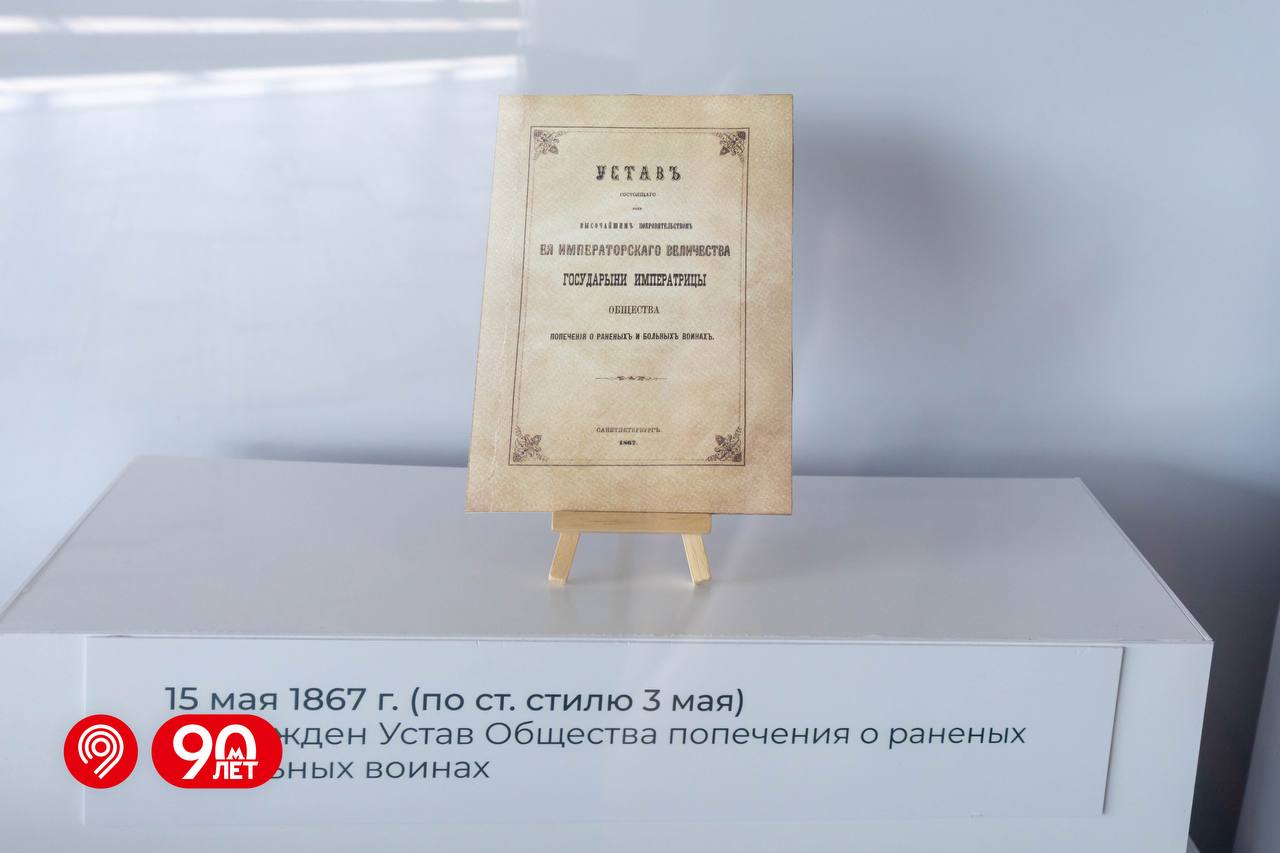 УСТАВЪ
СОСТОЯЩАГО
ПОДЪ
ВЫСОЧАЙШИМЪ ПОКРОВИТЕЛЬСТВОМЪ
ЕЯ ИМПЕРАТОРСКАГО ВЕЛИЧЕСТВА
ГОСУДАРЫНИ ИМПЕРАТРИЦЫ
ОБЩЕСТВА
ПОПЕЧЕНІЯ О РАНЕНЫХЪ И БОЛЬНЫХЪ ВОИНАХЪ.
САНКТПЕТЕРБУРГЪ.
1867.
15 мая 1867 г. (по ст. стилю 3 мая)
жден Устав Общества попечения о раненых
ьных воинах
90
М
ЛЕТ